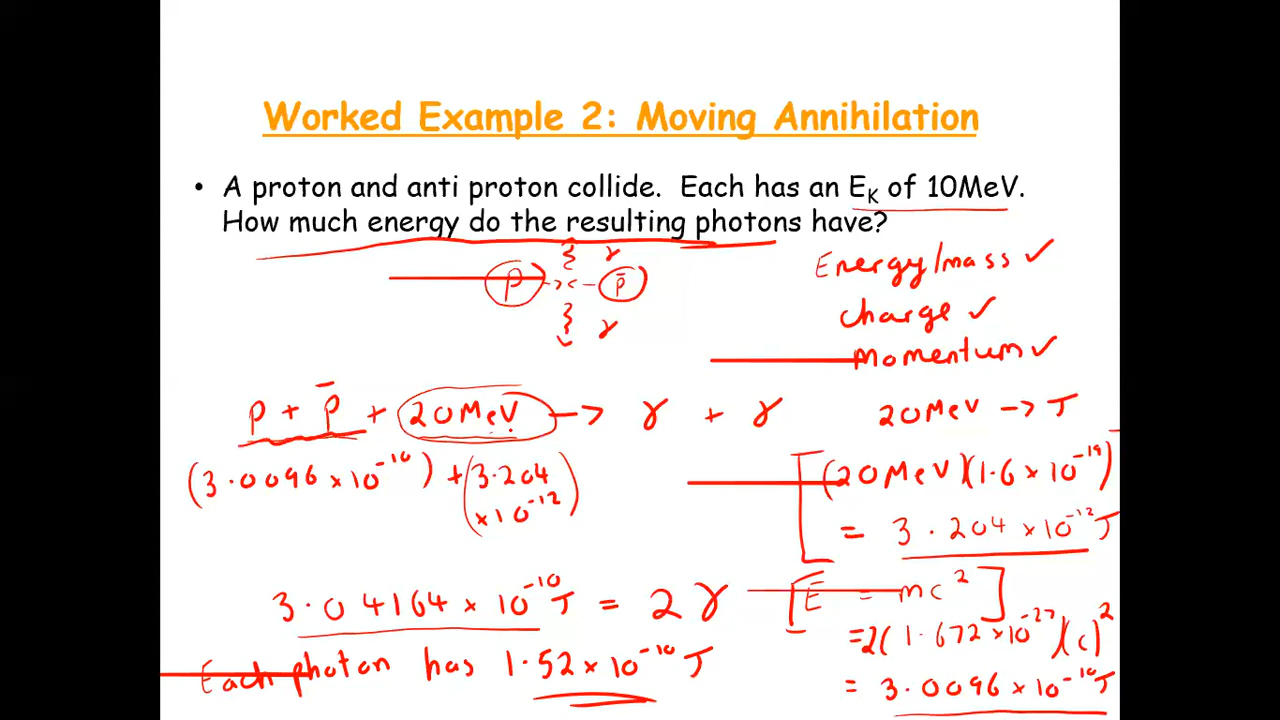 Worked Example 2: Moving Annihilation
• A proton and anti proton collide. Each has an E_K of 10MeV.
How much energy do the resulting photons have?
γ
p >< p̄
γ
Energy/mass ✓
charge ✓
momentum ✓
p + p̄ + 20MeV → γ + γ
(3.0096 × 10⁻¹⁰) + (3.204
× 10⁻¹²)
20MeV → J
[(20MeV)(1.6 × 10⁻¹⁹)
= 3.204 × 10⁻¹² J
[E = mc²]
= 2(1.672 × 10⁻²⁷)(c)²
= 3.0096 × 10⁻¹⁰ J
3.04164 × 10⁻¹⁰ J = 2γ
Each photon has 1.52 × 10⁻¹⁰ J